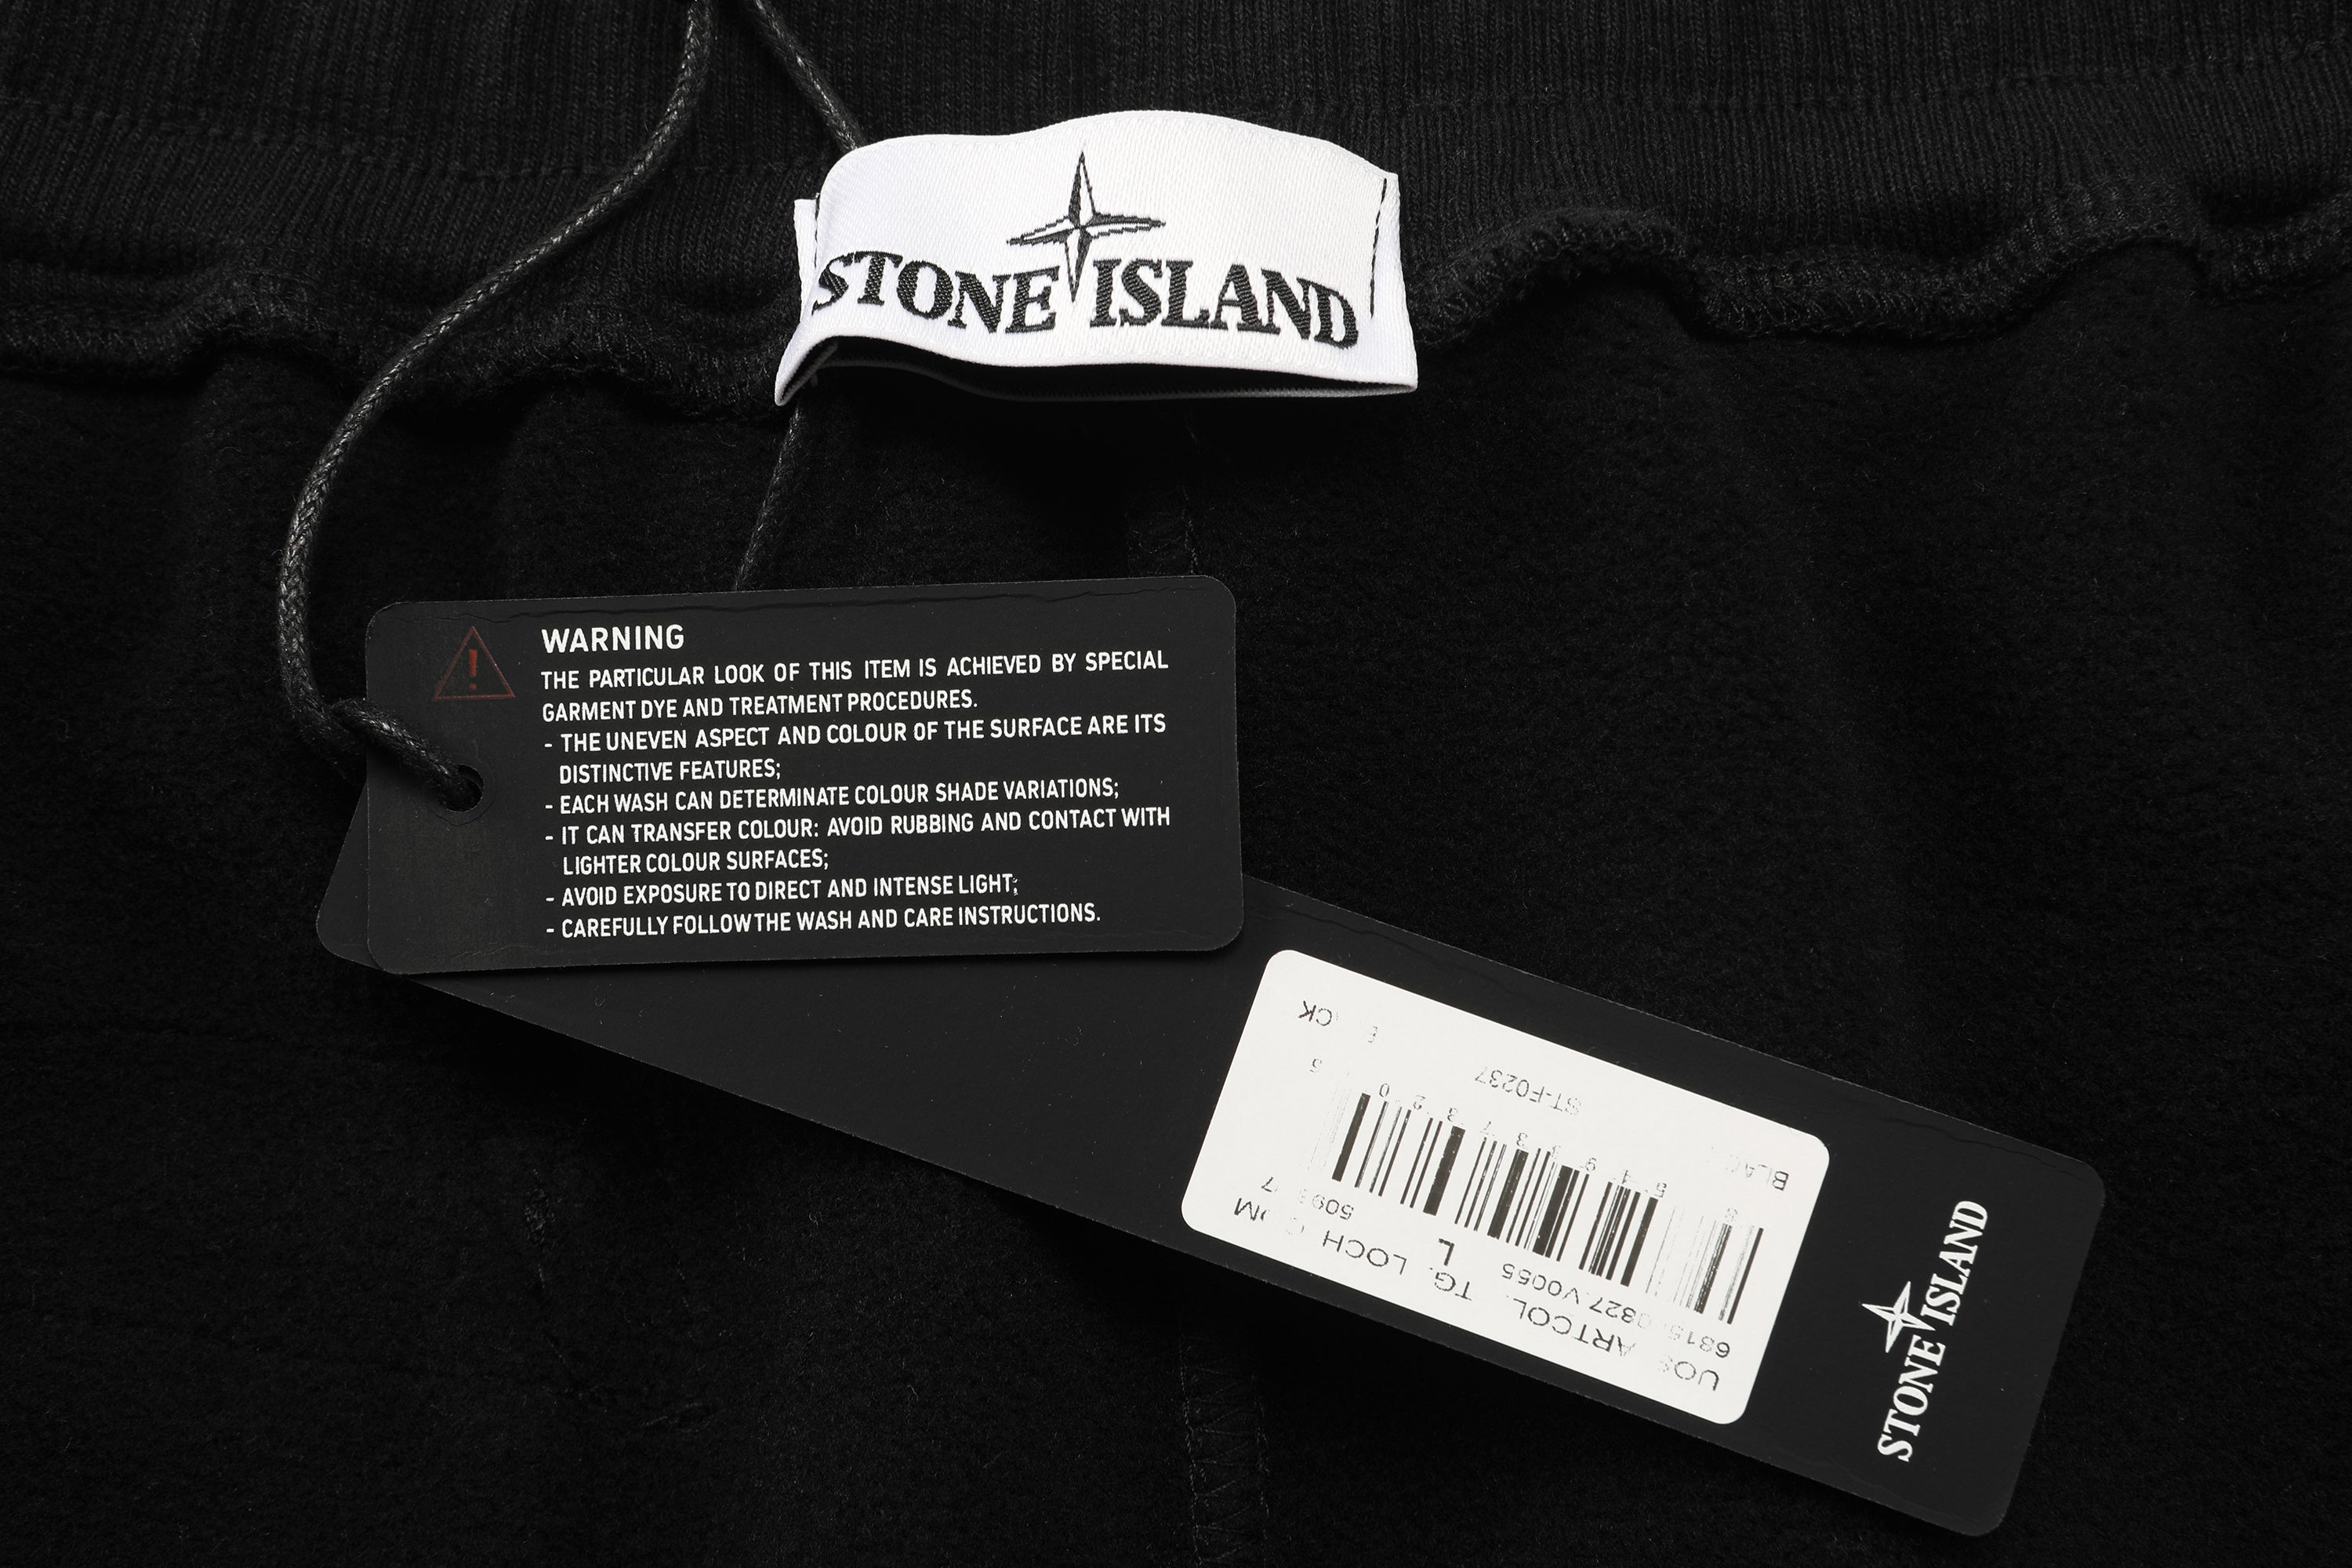 STONE ISLAND
WARNING
THE PARTICULAR LOOK OF THIS ITEM IS ACHIEVED BY SPECIAL
GARMENT DYE AND TREATMENT PROCEDURES.
- THE UNEVEN ASPECT AND COLOUR OF THE SURFACE ARE ITS
DISTINCTIVE FEATURES;
- EACH WASH CAN DETERMINATE COLOUR SHADE VARIATIONS;
- IT CAN TRANSFER COLOUR: AVOID RUBBING AND CONTACT WITH
LIGHTER COLOUR SURFACES;
- AVOID EXPOSURE TO DIRECT AND INTENSE LIGHT;
- CAREFULLY FOLLOW THE WASH AND CARE INSTRUCTIONS.
ARTCOL. TG. LOCH
L
ST-F0237
STONE ISLAND